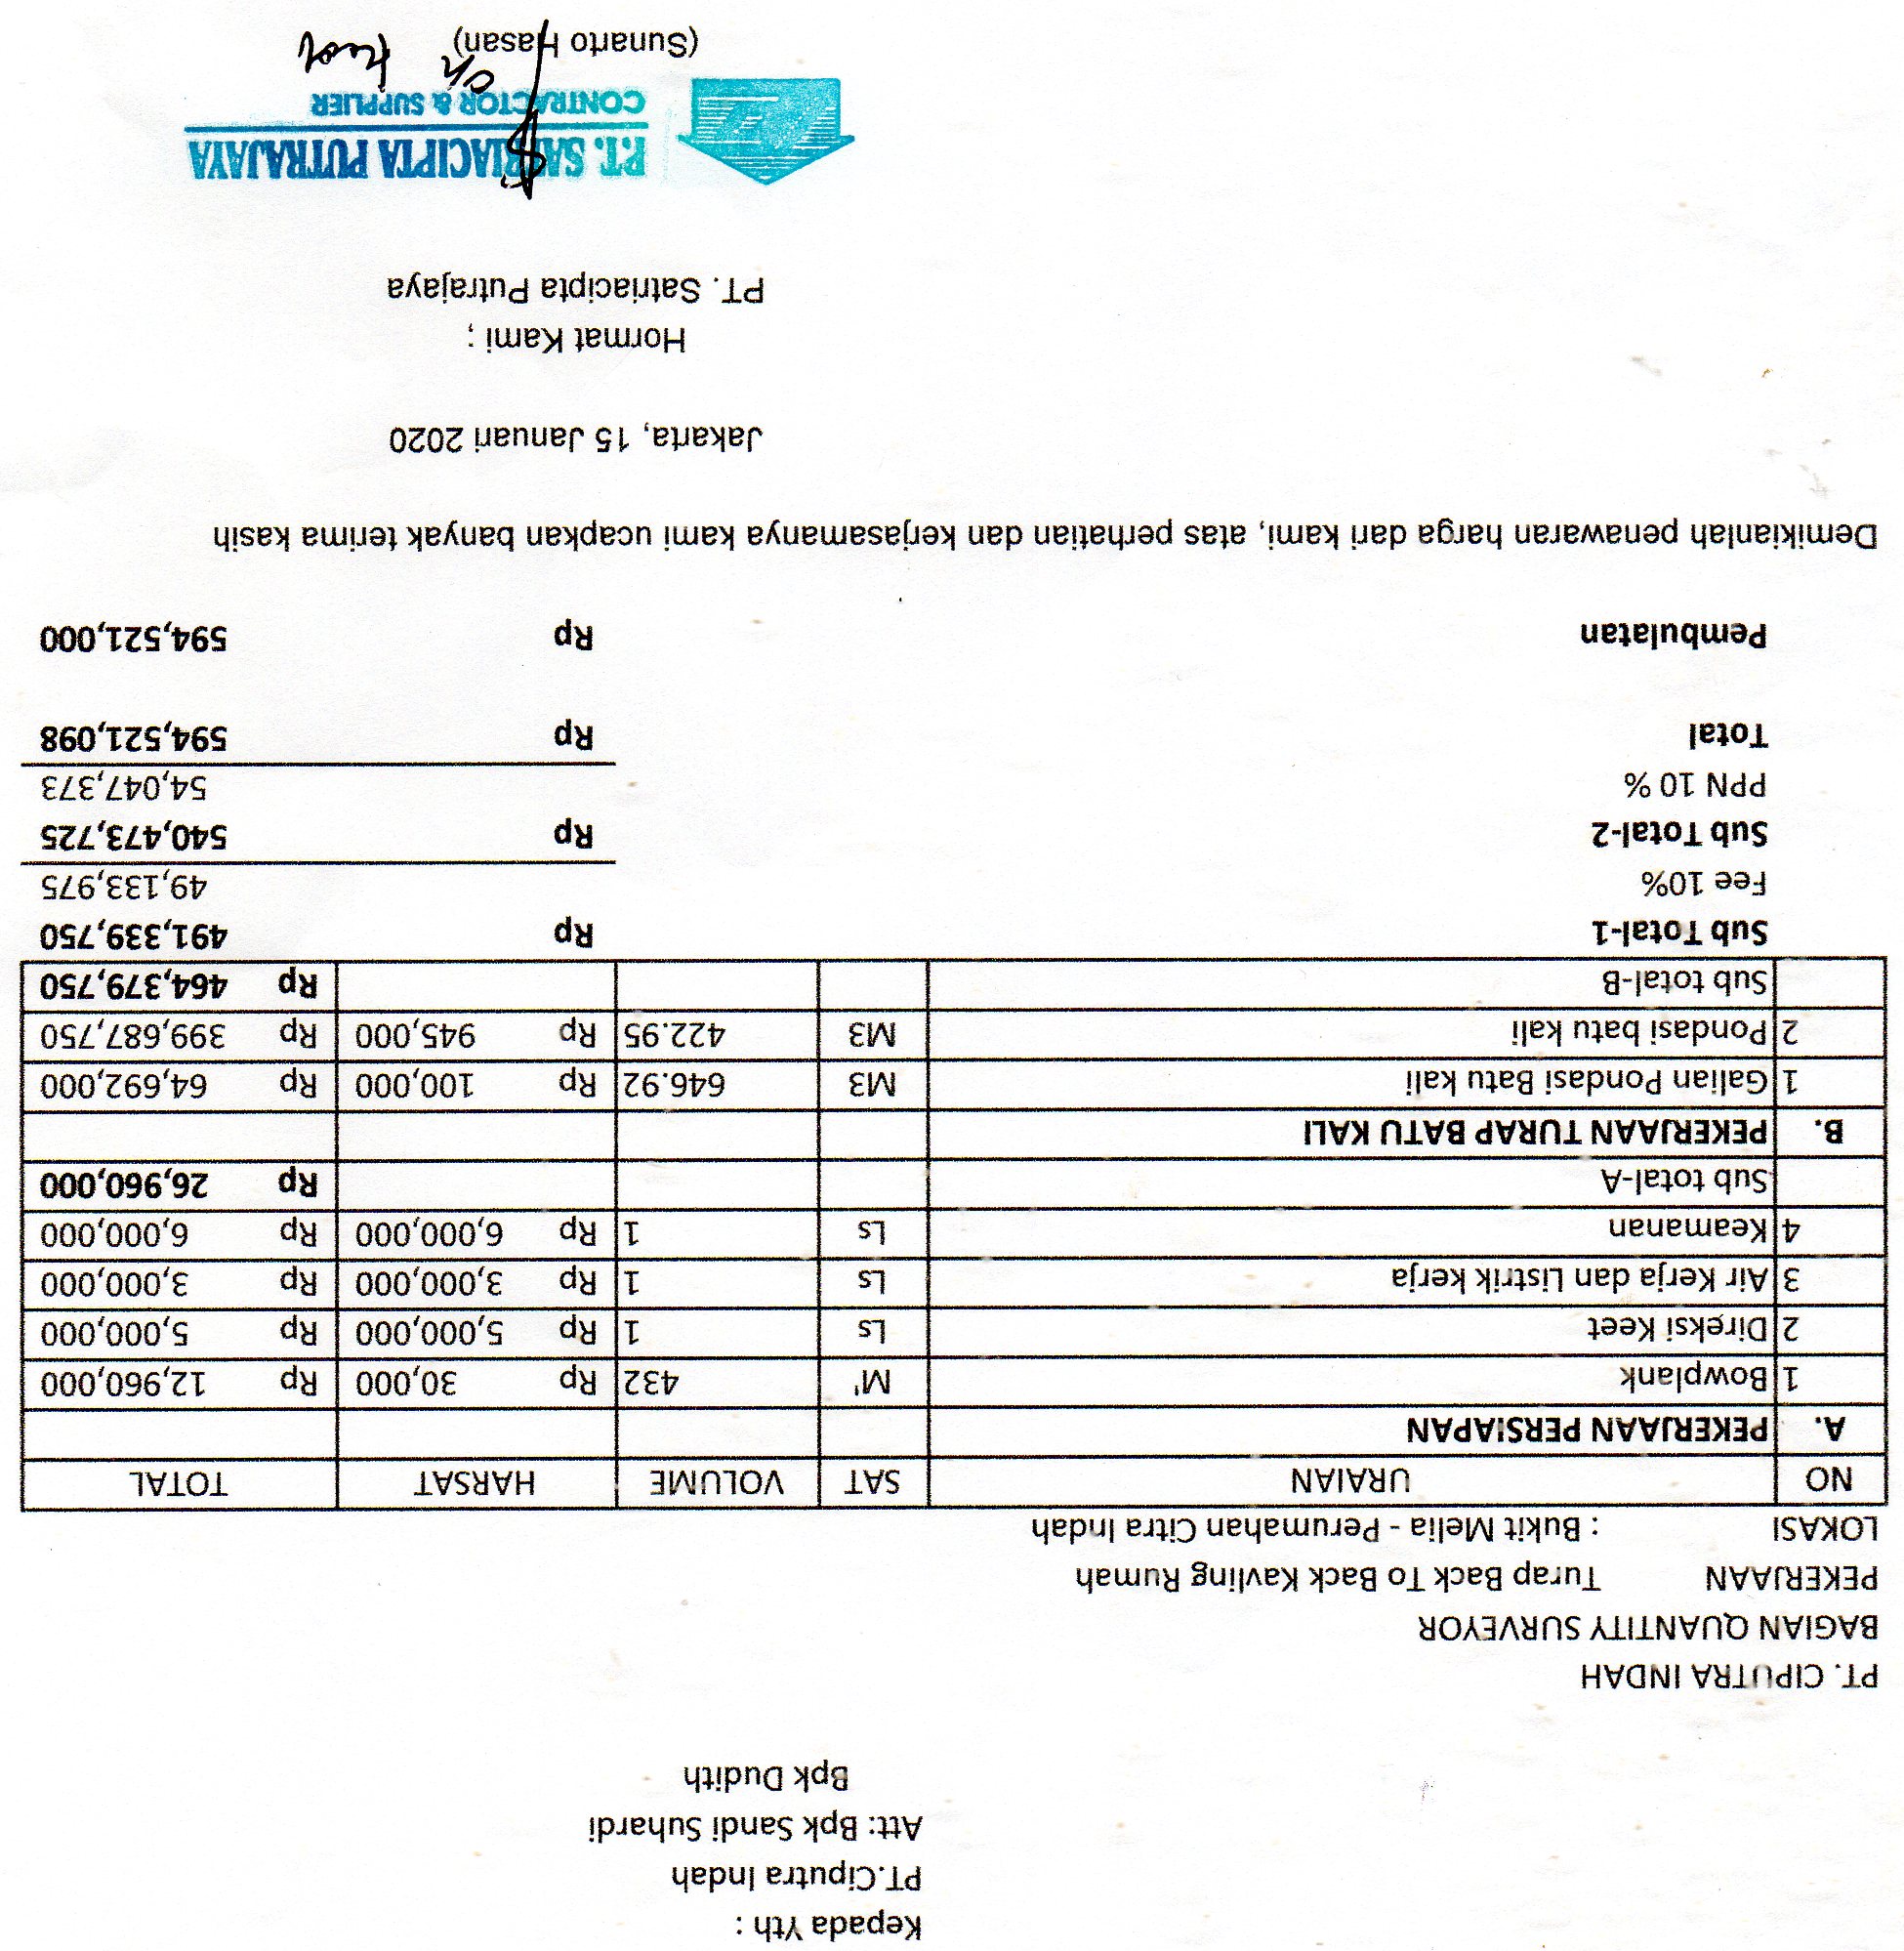 Kepada Yth :
PT.Ciputra Indah
Att: Bpk Sandi Suhardi
Bpk Dudith
PT. CIPUTRA INDAH
BAGIAN QUANTITY SURVEYOR
PEKERJAAN Turap Back To Back Kavling Rumah
LOKASI : Bukit Melia - Perumahan Citra Indah
NO URAIAN SAT VOLUME HARSAT TOTAL
A. PEKERJAAN PERSIAPAN
1 Bowplank M' 432 Rp 30,000 Rp 12,960,000
2 Direksi Keet Ls 1 Rp 5,000,000 Rp 5,000,000
3 Air Kerja dan Listrik kerja Ls 1 Rp 3,000,000 Rp 3,000,000
4 Keamanan Ls 1 Rp 6,000,000 Rp 6,000,000
Sub total-A Rp 26,960,000
B. PEKERJAAN TURAP BATU KALI
1 Galian Pondasi Batu kali M3 646.92 Rp 100,000 Rp 64,692,000
2 Pondasi batu kali M3 422.95 Rp 945,000 Rp 399,687,750
Sub total-B Rp 464,379,750
Sub Total-1 Rp 491,339,750
Fee 10% 49,133,975
Sub Total-2 Rp 540,473,725
PPN 10 % 54,047,373
Total Rp 594,521,098
Pembulatan Rp 594,521,000
Demikianlah penawaran harga dari kami, atas perhatian dan kerjasamanya kami ucapkan banyak terima kasih
Jakarta, 15 Januari 2020
Hormat Kami ;
PT. Satriacipta Putrajaya
P.T. SATRIACIPTA PUTRAJAYA
CONTRACTOR & SUPPLIER
(Sunarto Hasan)